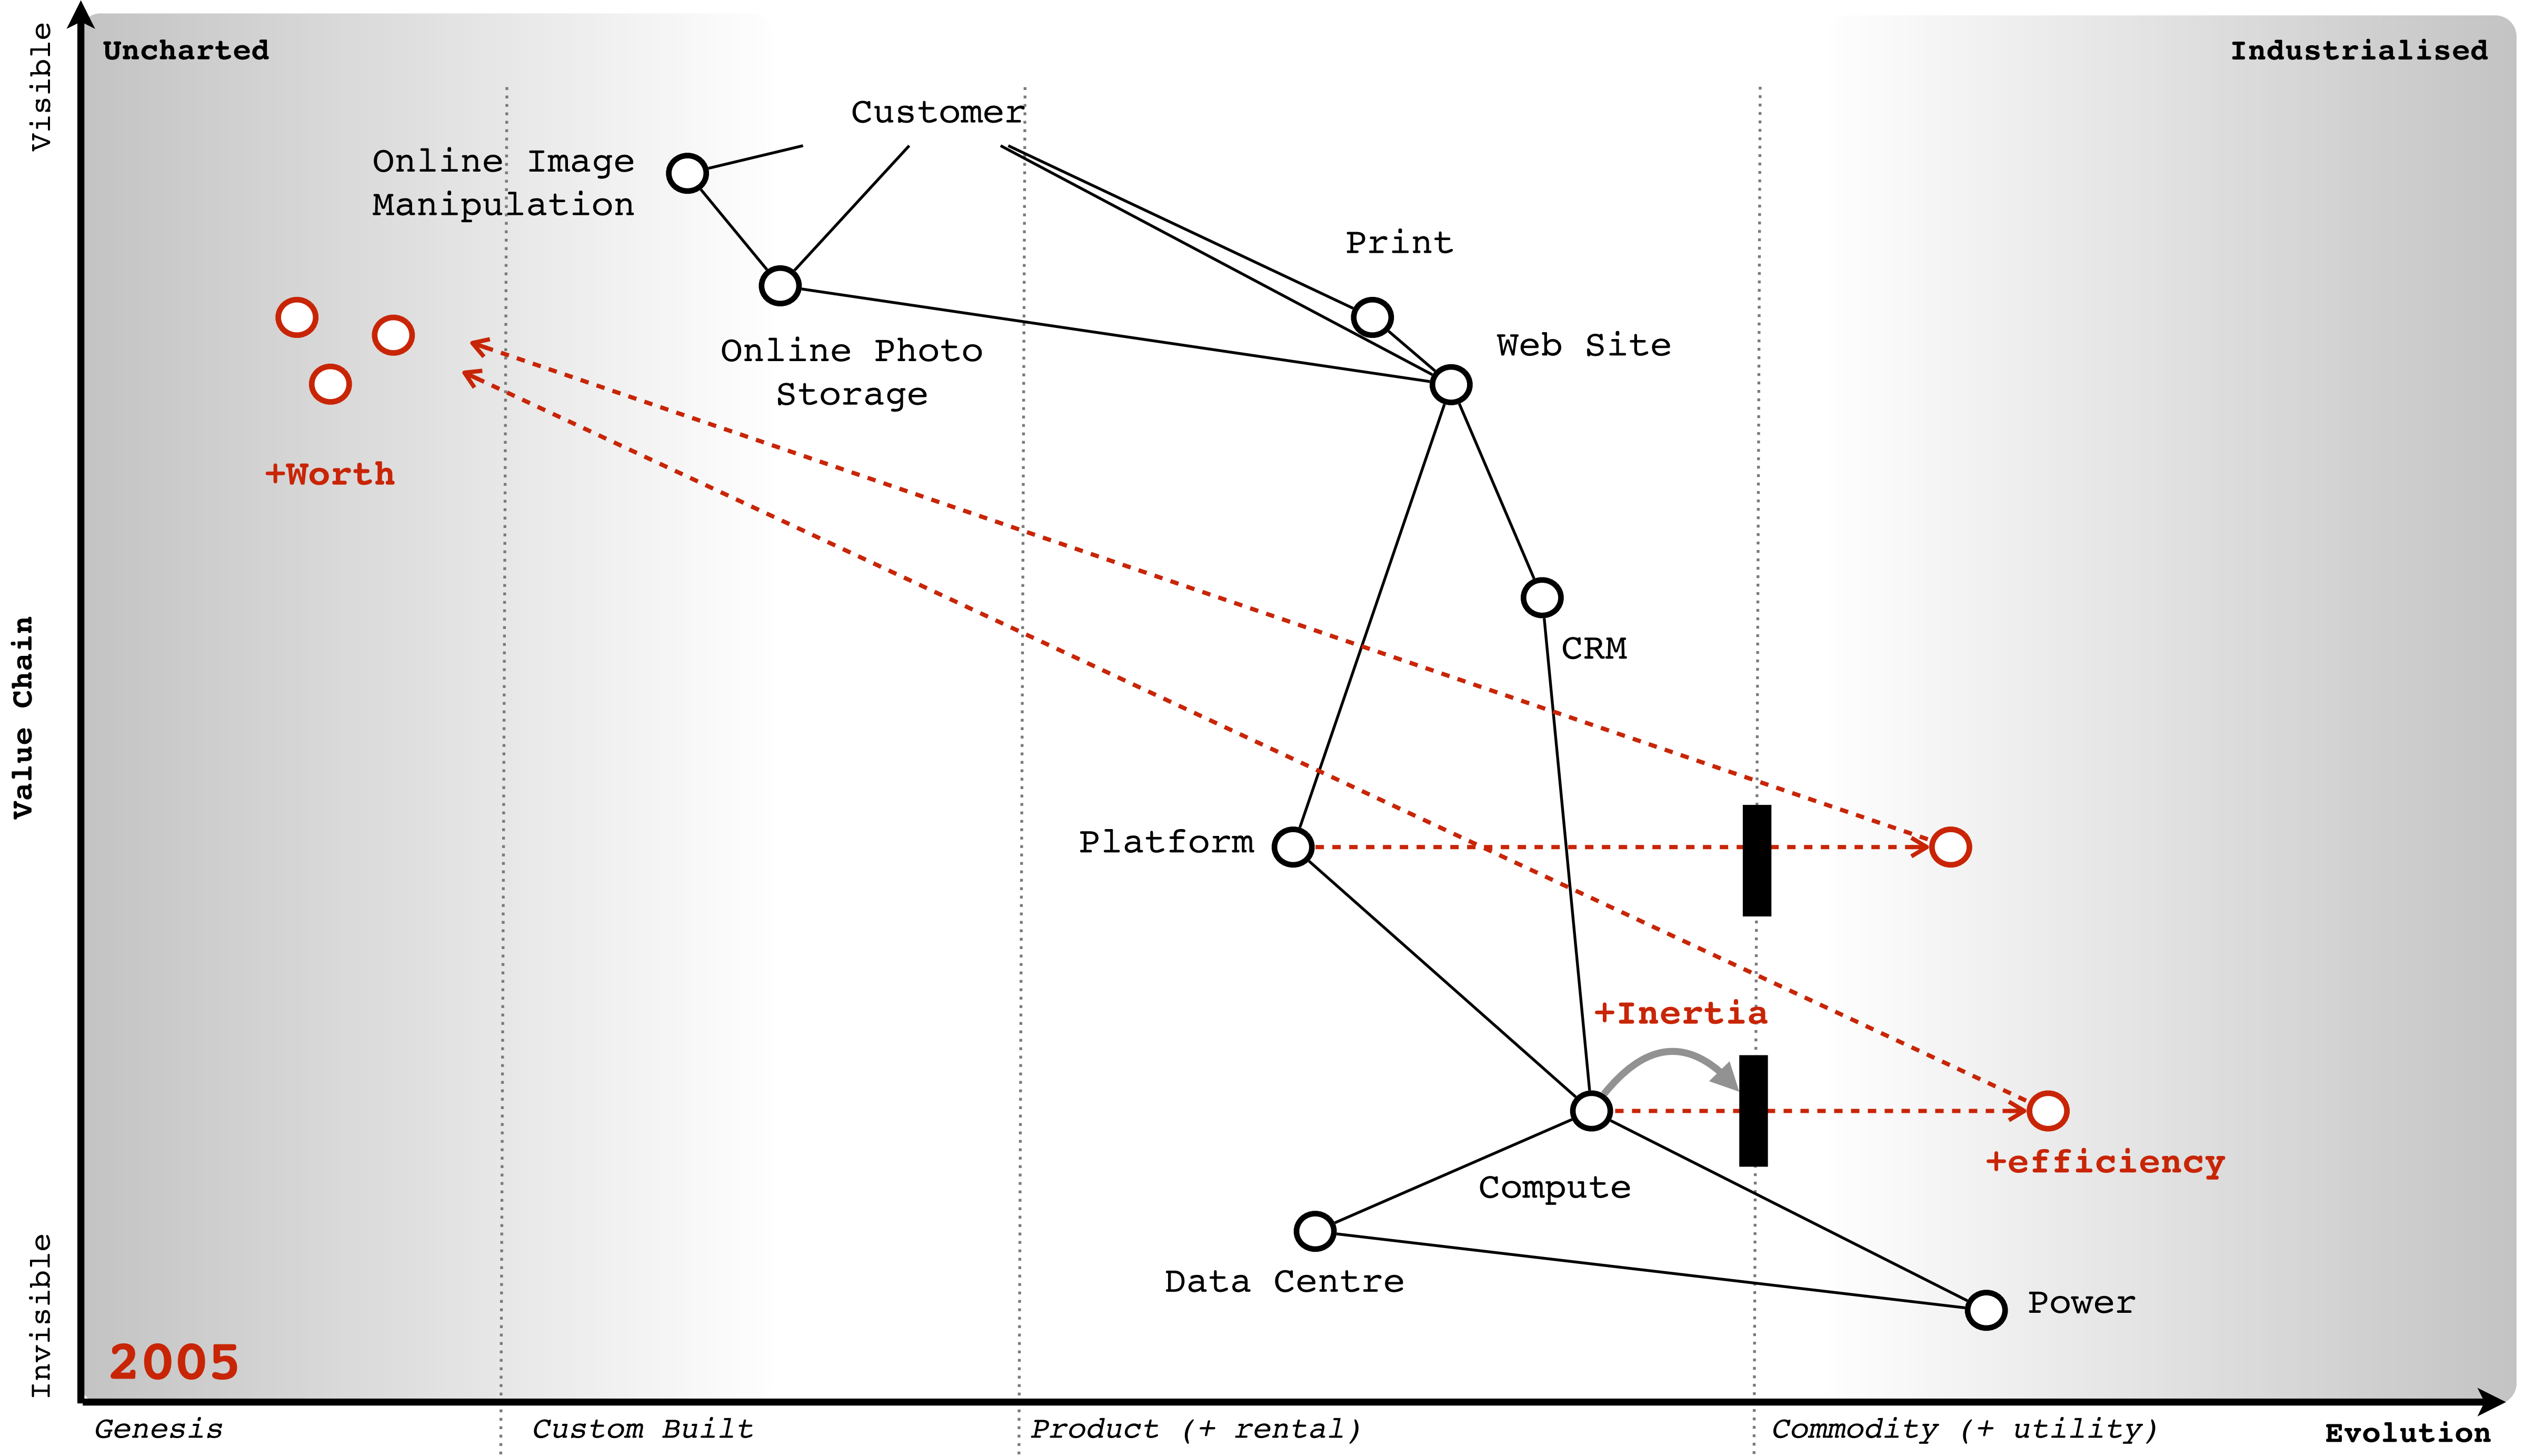 Uncharted
Industrialised
Visible
Customer
Online Image
Manipulation
Print
Web Site
Online Photo
Storage
+Worth
Value Chain
CRM
Platform
+Inertia
+efficiency
Compute
Data Centre
Power
Invisible
2005
Genesis
Custom Built
Product (+ rental)
Commodity (+ utility)
Evolution